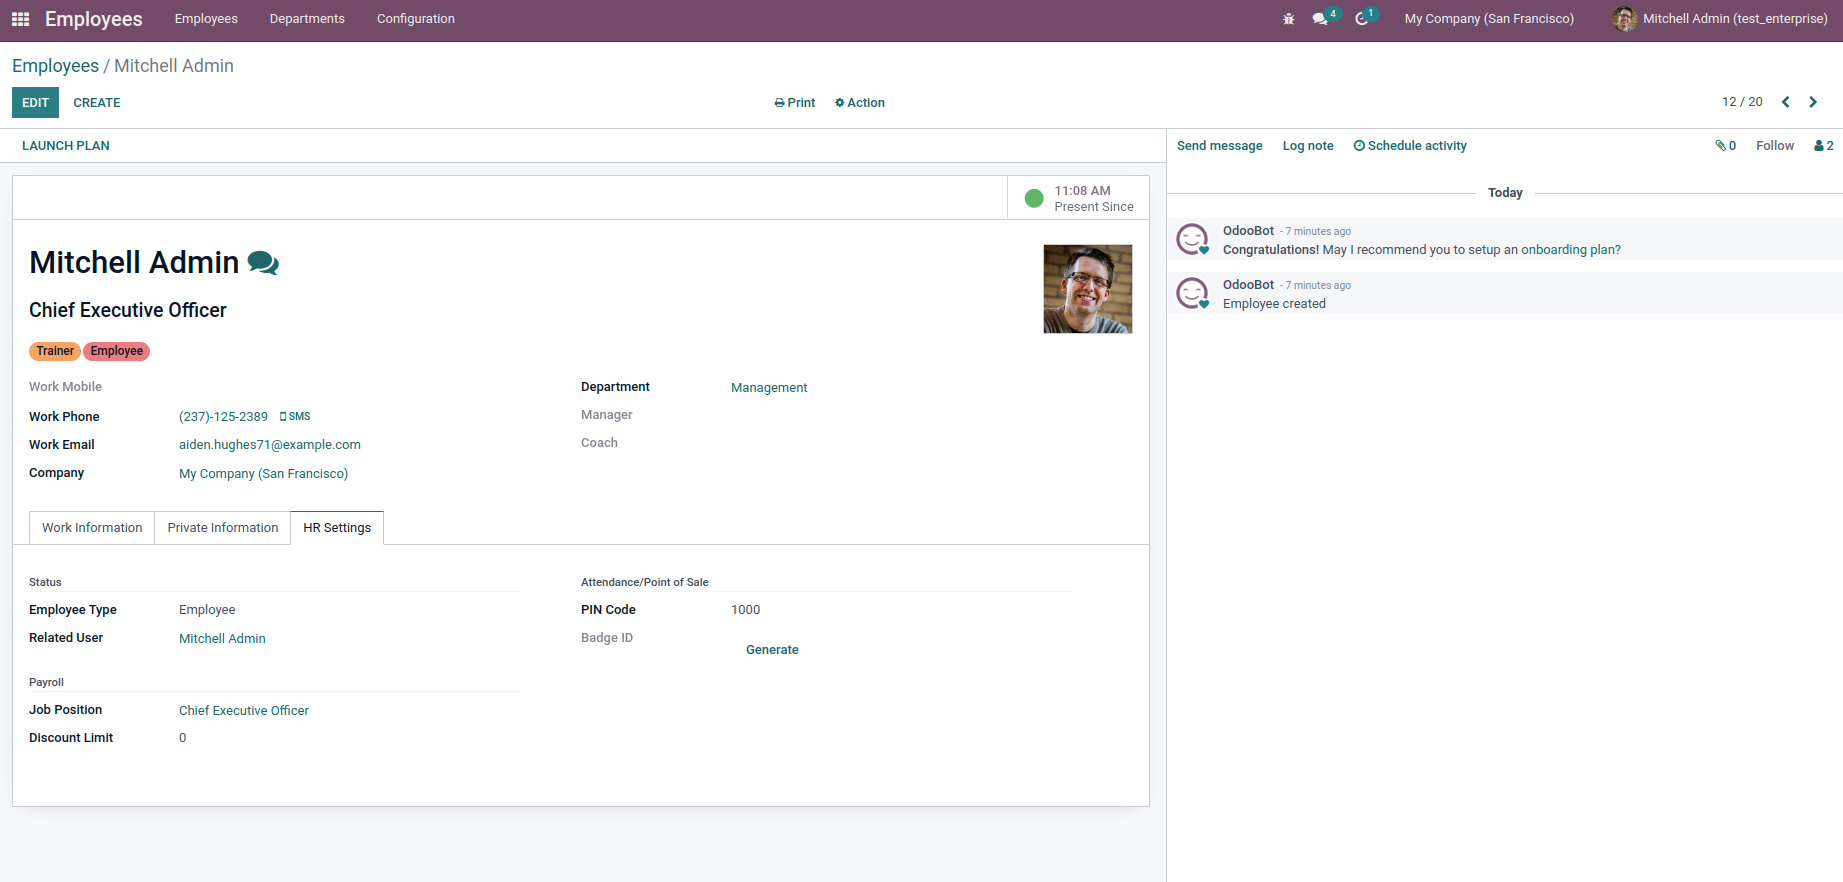 Employees Employees Departments Configuration 4 1 My Company (San Francisco) Mitchell Admin (test_enterprise)
Employees / Mitchell Admin
EDIT CREATE Print Action 12 / 20
LAUNCH PLAN
11:08 AM
Present Since
Mitchell Admin
Chief Executive Officer
Trainer Employee
Work Mobile
Work Phone (237)-125-2389 SMS
Work Email aiden.hughes71@example.com
Company My Company (San Francisco)
Department Management
Manager
Coach
Work Information Private Information HR Settings
Status
Employee Type Employee
Related User Mitchell Admin
Attendance/Point of Sale
PIN Code 1000
Badge ID
Generate
Payroll
Job Position Chief Executive Officer
Discount Limit 0
Send message Log note Schedule activity 0 Follow 2
Today
OdooBot - 7 minutes ago
Congratulations! May I recommend you to setup an onboarding plan?
OdooBot - 7 minutes ago
Employee created